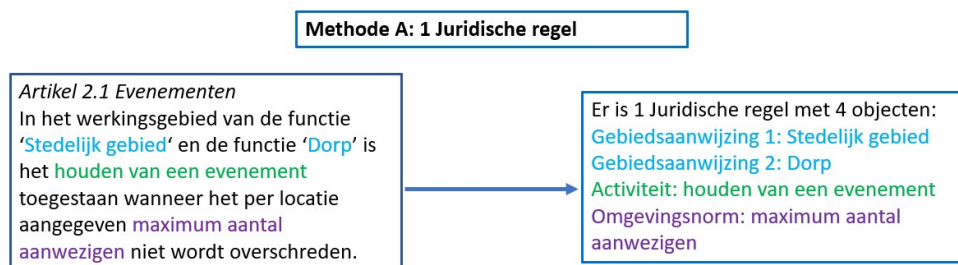 Methode A: 1 Juridische regel
Artikel 2.1 Evenementen
In het werkingsgebied van de functie
‘Stedelijk gebied‘ en de functie ‘Dorp’ is
het houden van een evenement
toegestaan wanneer het per locatie
aangegeven maximum aantal
aanwezigen niet wordt overschreden.
Er is 1 Juridische regel met 4 objecten:
Gebiedsaanwijzing 1: Stedelijk gebied
Gebiedsaanwijzing 2: Dorp
Activiteit: houden van een evenement
Omgevingsnorm: maximum aantal
aanwezigen